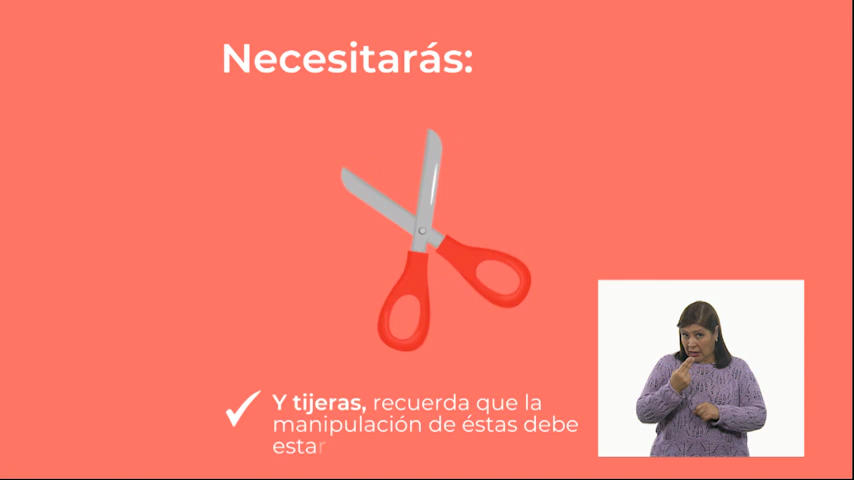 Necesitarás:
Y tijeras, recuerda que la
manipulación de éstas debe
estar